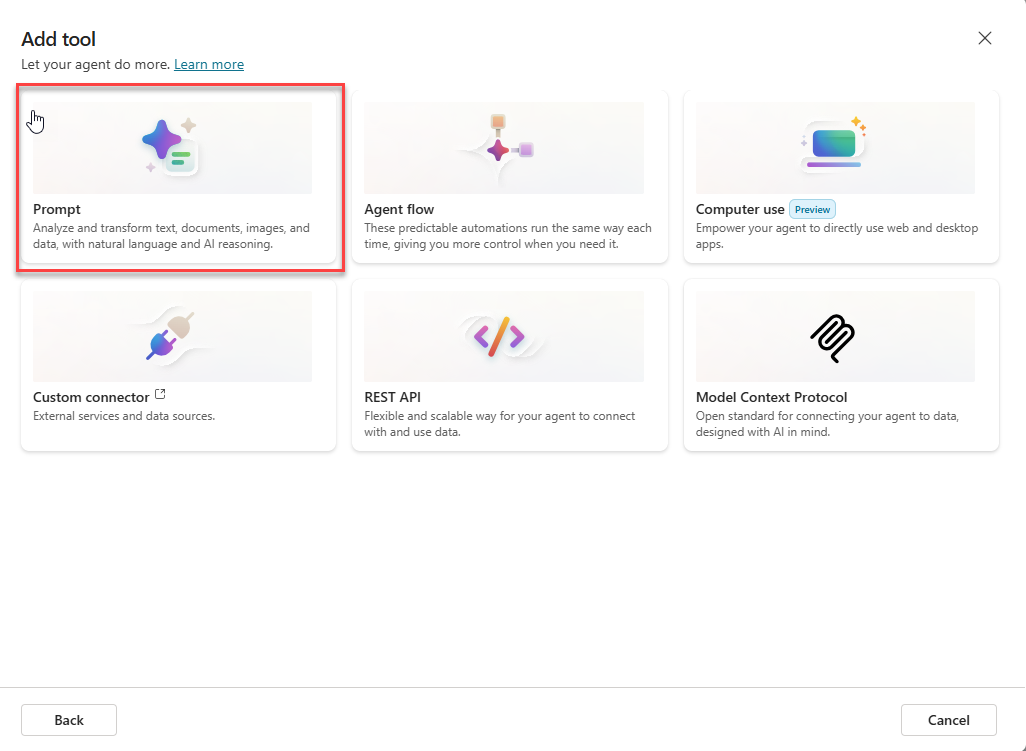 Add tool
Let your agent do more. Learn more
Prompt
Analyze and transform text, documents, images, and
data, with natural language and AI reasoning.
Agent flow
These predictable automations run the same way each
time, giving you more control when you need it.
Computer use Preview
Empower your agent to directly use web and desktop
apps.
Custom connector
External services and data sources.
REST API
Flexible and scalable way for your agent to connect
with and use data.
Model Context Protocol
Open standard for connecting your agent to data,
designed with AI in mind.
Back
Cancel